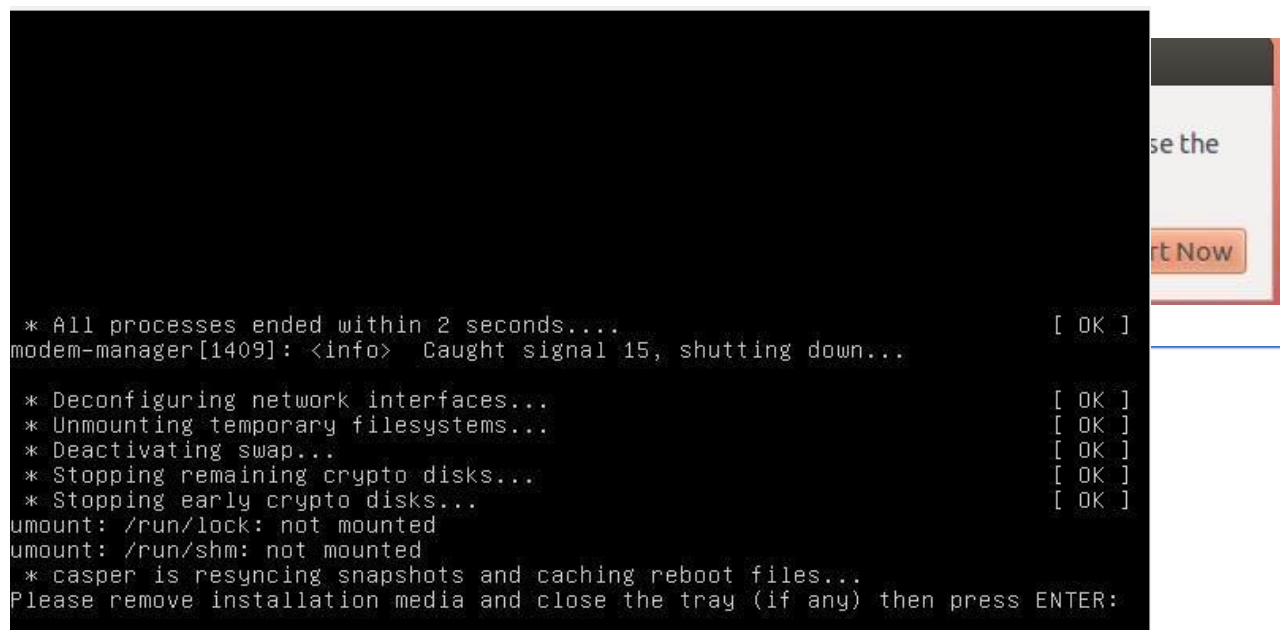 se the
rt Now
* All processes ended within 2 seconds.... [ OK ]
modem-manager[1409]: <info>  Caught signal 15, shutting down...
* Deconfiguring network interfaces... [ OK ]
* Unmounting temporary filesystems... [ OK ]
* Deactivating swap... [ OK ]
* Stopping remaining crypto disks... [ OK ]
* Stopping early crypto disks... [ OK ]
umount: /run/lock: not mounted
umount: /run/shm: not mounted
* casper is resyncing snapshots and caching reboot files...
Please remove installation media and close the tray (if any) then press ENTER: